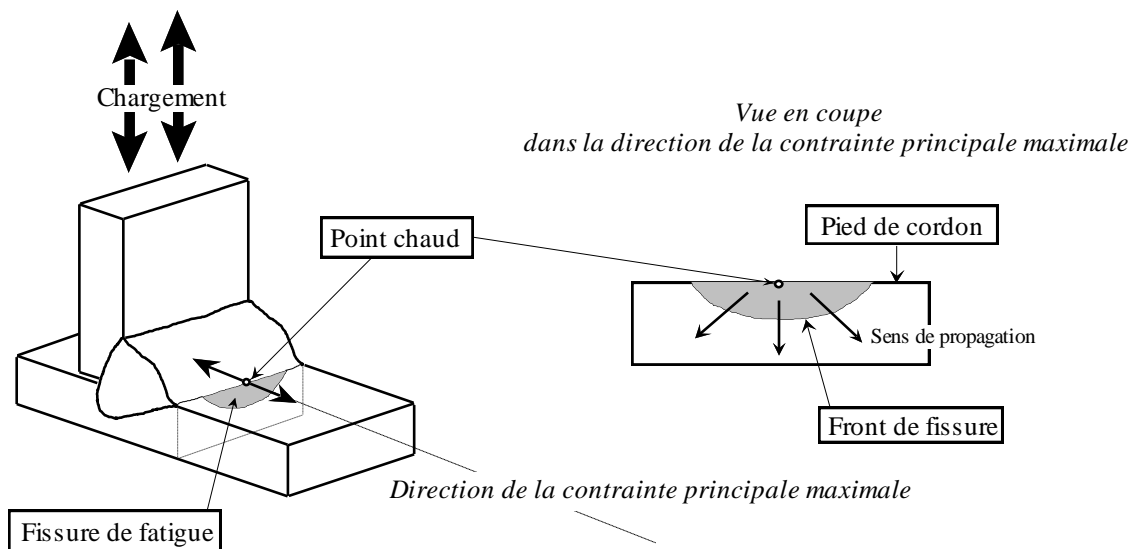 Chargement
Vue en coupe
dans la direction de la contrainte principale maximale
Point chaud
Pied de cordon
Sens de propagation
Front de fissure
Direction de la contrainte principale maximale
Fissure de fatigue